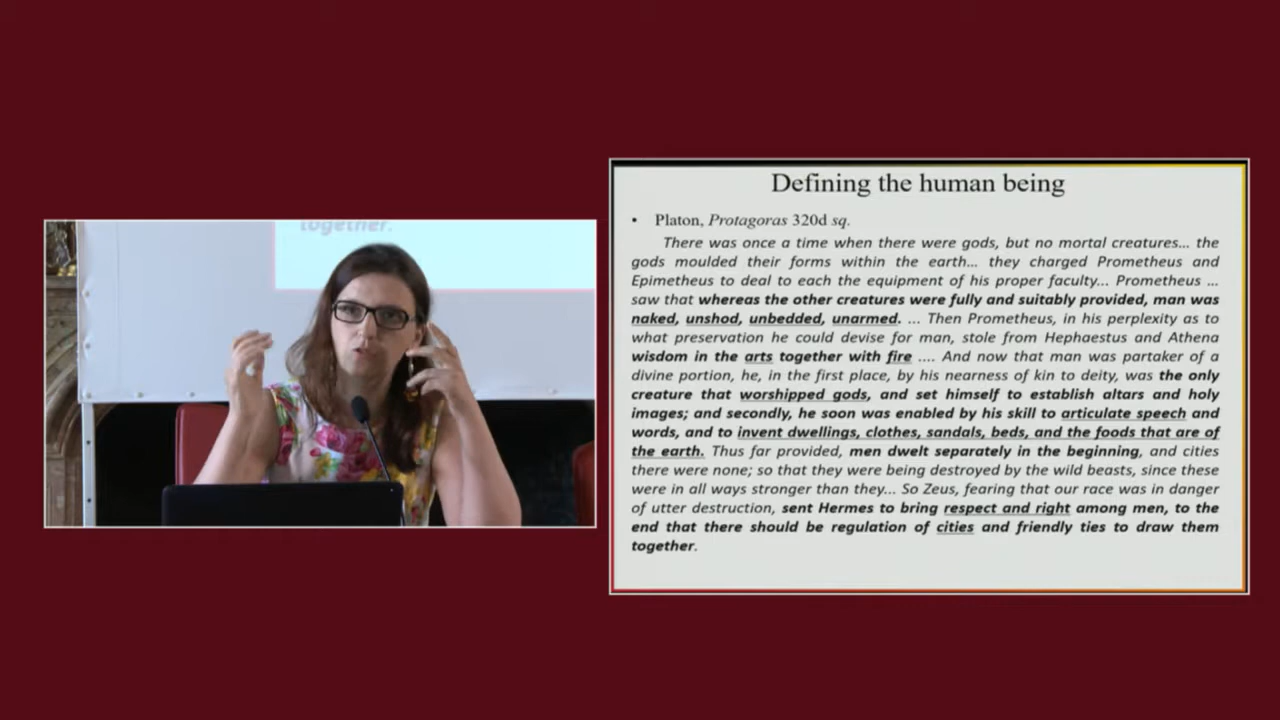 together.
Defining the human being
• Platon, Protagoras 320d sq.
There was once a time when there were gods, but no mortal creatures... the
gods moulded their forms within the earth... they charged Prometheus and
Epimetheus to deal to each the equipment of his proper faculty... Prometheus ...
saw that whereas the other creatures were fully and suitably provided, man was
naked, unshod, unbedded, unarmed. ... Then Prometheus, in his perplexity as to
what preservation he could devise for man, stole from Hephaestus and Athena
wisdom in the arts together with fire .... And now that man was partaker of a
divine portion, he, in the first place, by his nearness of kin to deity, was the only
creature that worshipped gods, and set himself to establish altars and holy
images; and secondly, he soon was enabled by his skill to articulate speech and
words, and to invent dwellings, clothes, sandals, beds, and the foods that are of
the earth. Thus far provided, men dwelt separately in the beginning, and cities
there were none; so that they were being destroyed by the wild beasts, since these
were in all ways stronger than they... So Zeus, fearing that our race was in danger
of utter destruction, sent Hermes to bring respect and right among men, to the
end that there should be regulation of cities and friendly ties to draw them
together.